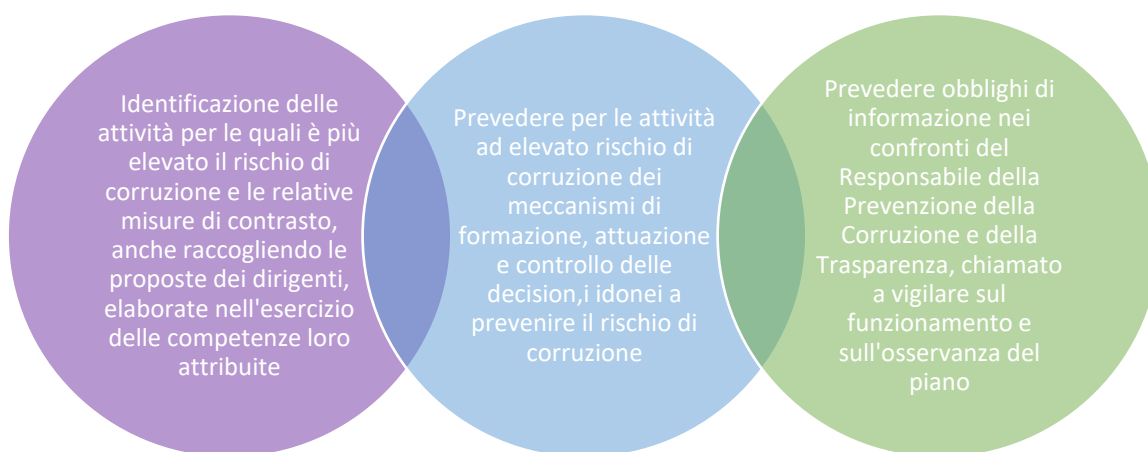 Identificazione delle
attività per le quali è più
elevato il rischio di
corruzione e le relative
misure di contrasto,
anche raccogliendo le
proposte dei dirigenti,
elaborate nell'esercizio
delle competenze loro
attribuite
Prevedere per le attività
ad elevato rischio di
corruzione dei
meccanismi di
formazione, attuazione
e controllo delle
decision,i idonei a
prevenire il rischio di
corruzione
Prevedere obblighi di
informazione nei
confronti del
Responsabile della
Prevenzione della
Corruzione e della
Trasparenza, chiamato
a vigilare sul
funzionamento e
sull'osservanza del
piano